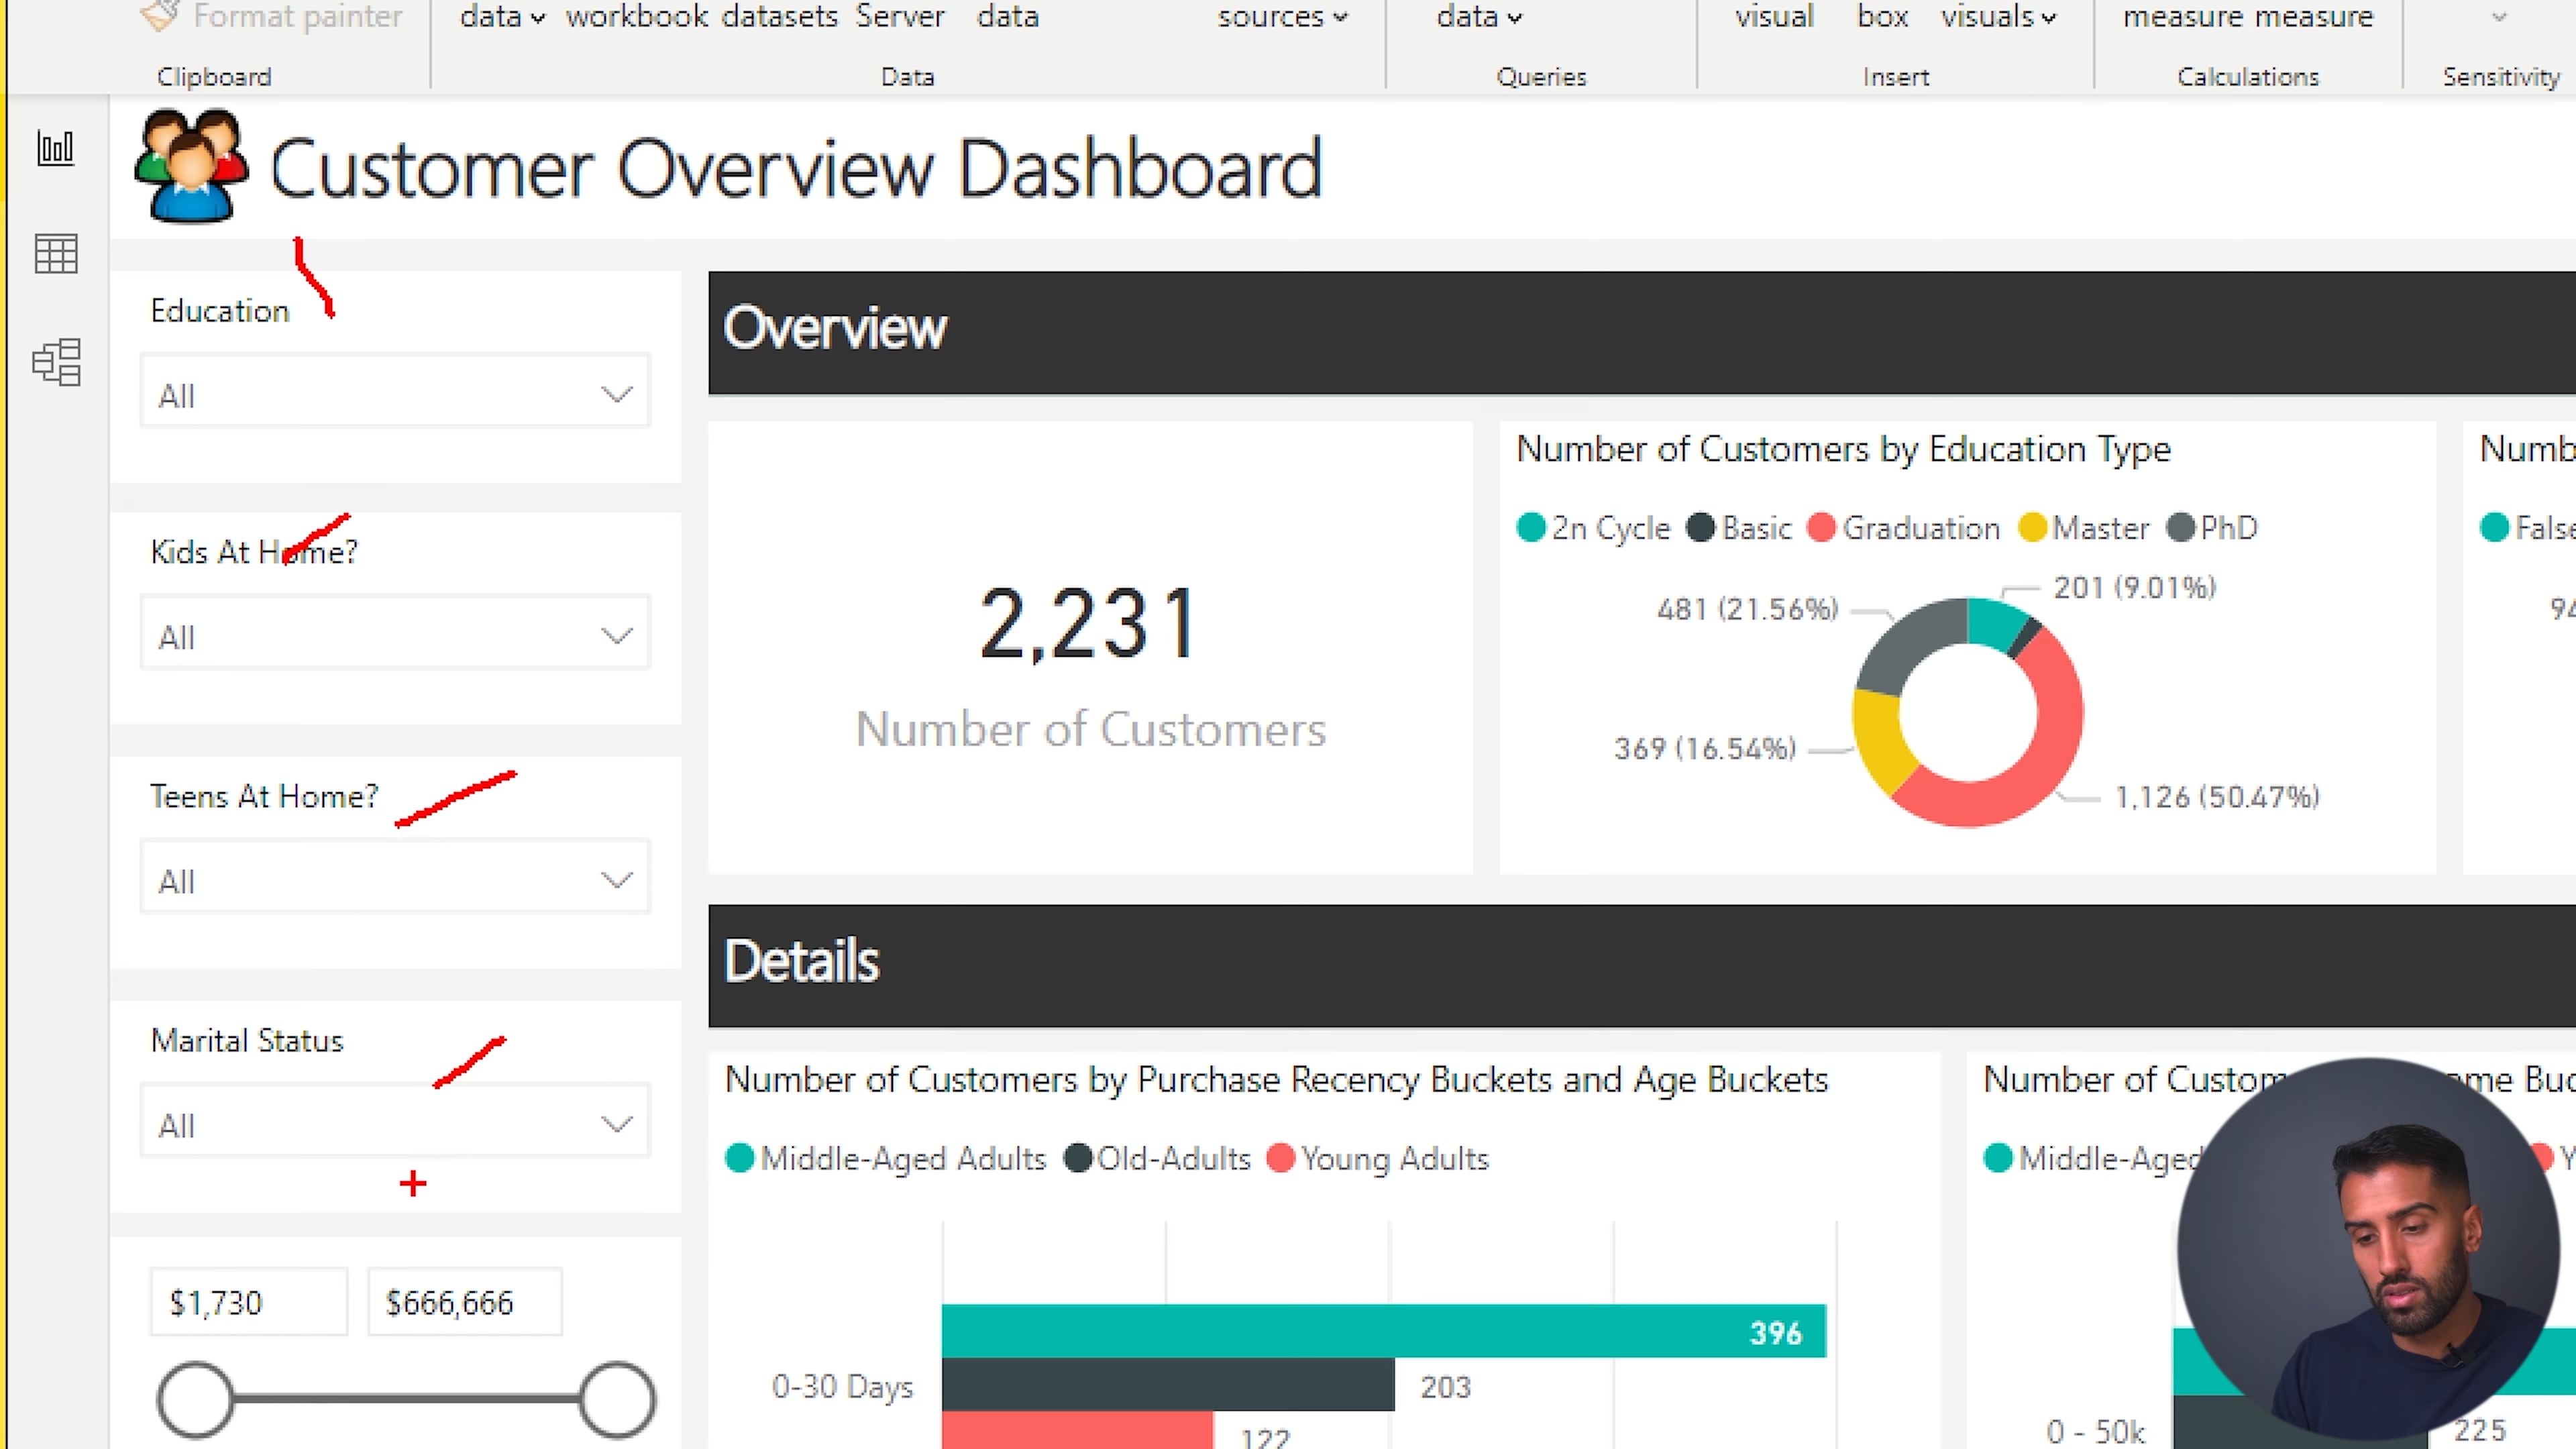 Format painter
data workbook datasets Server data sources data visual box visuals measure measure
Clipboard Data Queries Insert Calculations Sensitivity
Customer Overview Dashboard
Education
All
Kids At Home?
All
Teens At Home?
All
Marital Status
All
$1,730 $666,666
Overview
2,231
Number of Customers
Number of Customers by Education Type
2n Cycle Basic Graduation Master PhD
201 (9.01%)
481 (21.56%)
369 (16.54%)
1,126 (50.47%)
Details
Number of Customers by Purchase Recency Buckets and Age Buckets
Middle-Aged Adults Old-Adults Young Adults
396
0-30 Days 203
122
Number of
Middle-Aged
0 - 50k 225